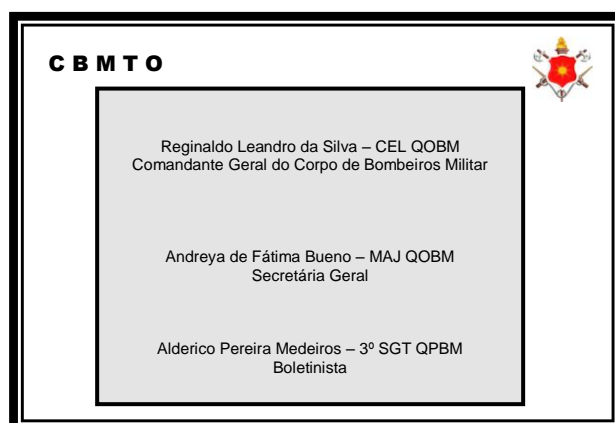 C B M T O
Reginaldo Leandro da Silva – CEL QOBM
Comandante Geral do Corpo de Bombeiros Militar
Andreya de Fátima Bueno – MAJ QOBM
Secretária Geral
Alderico Pereira Medeiros – 3º SGT QPBM
Boletinista